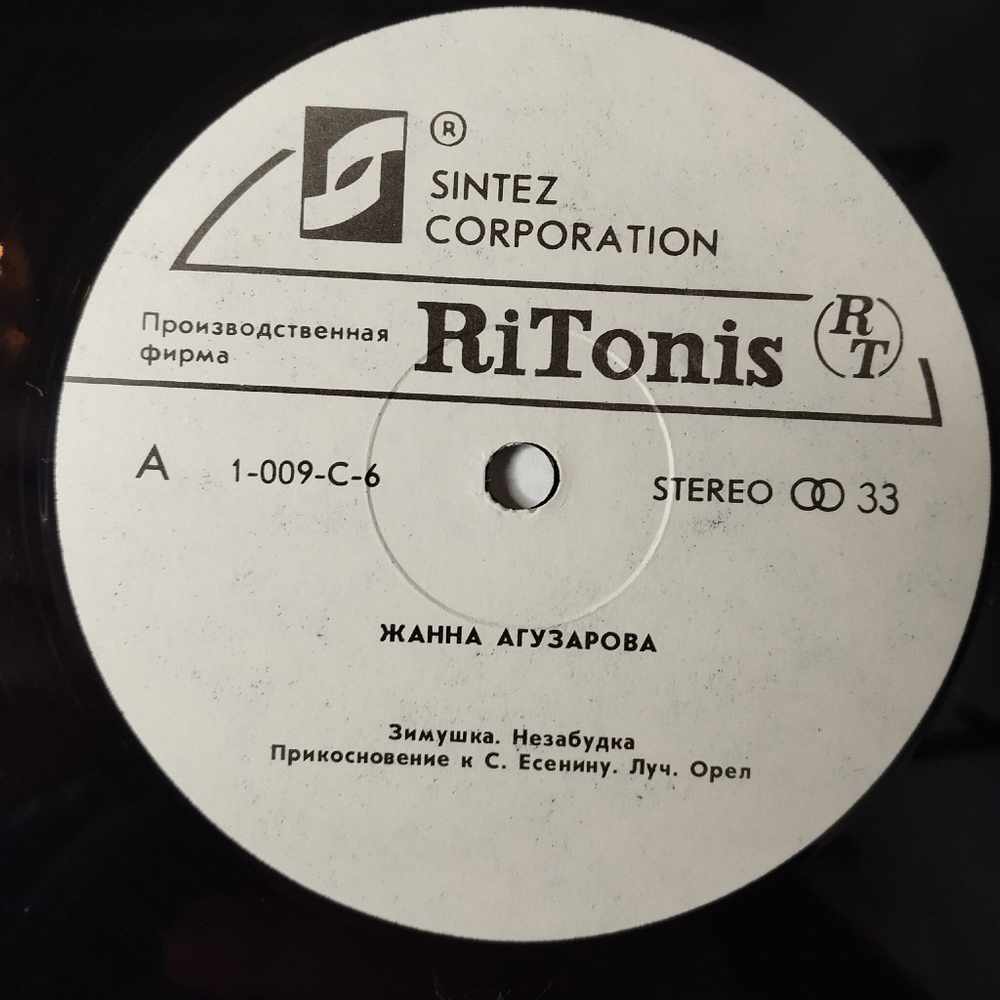 ®
SINTEZ
CORPORATION
Производственная
фирма
RiTonis
RT
A 1-009-C-6
STEREO 33
ЖАННА АГУЗАРОВА
Зимушка. Незабудка
Прикосновение к С. Есенину. Луч. Орел